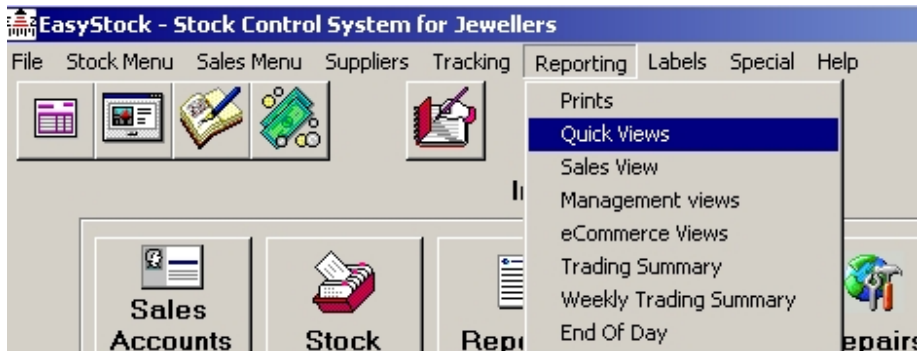 EasyStock - Stock Control System for Jewellers
File Stock Menu Sales Menu Suppliers Tracking Reporting Labels Special Help
Prints
Quick Views
Sales View
Management views
eCommerce Views
Trading Summary
Weekly Trading Summary
End Of Day
Sales
Accounts
Stock